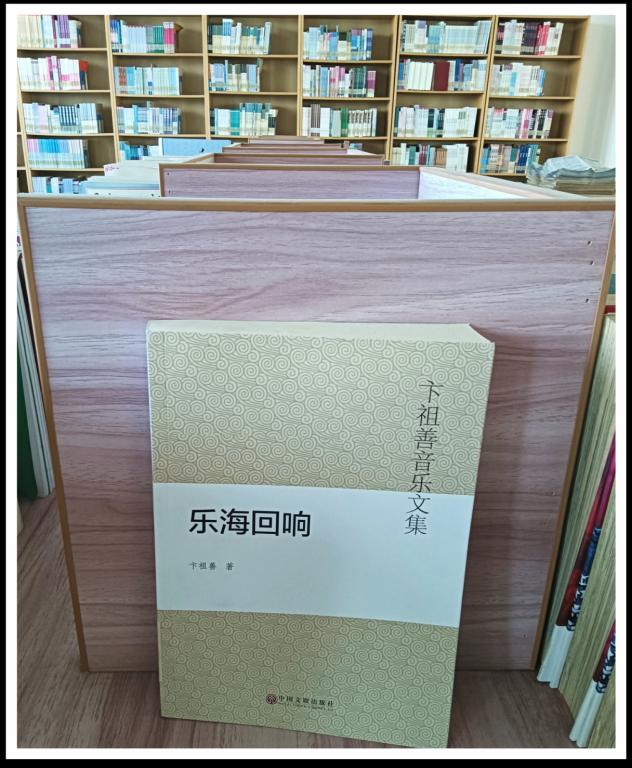 卞祖善音乐文集
乐海回响
卞祖善 著
中国文联出版社